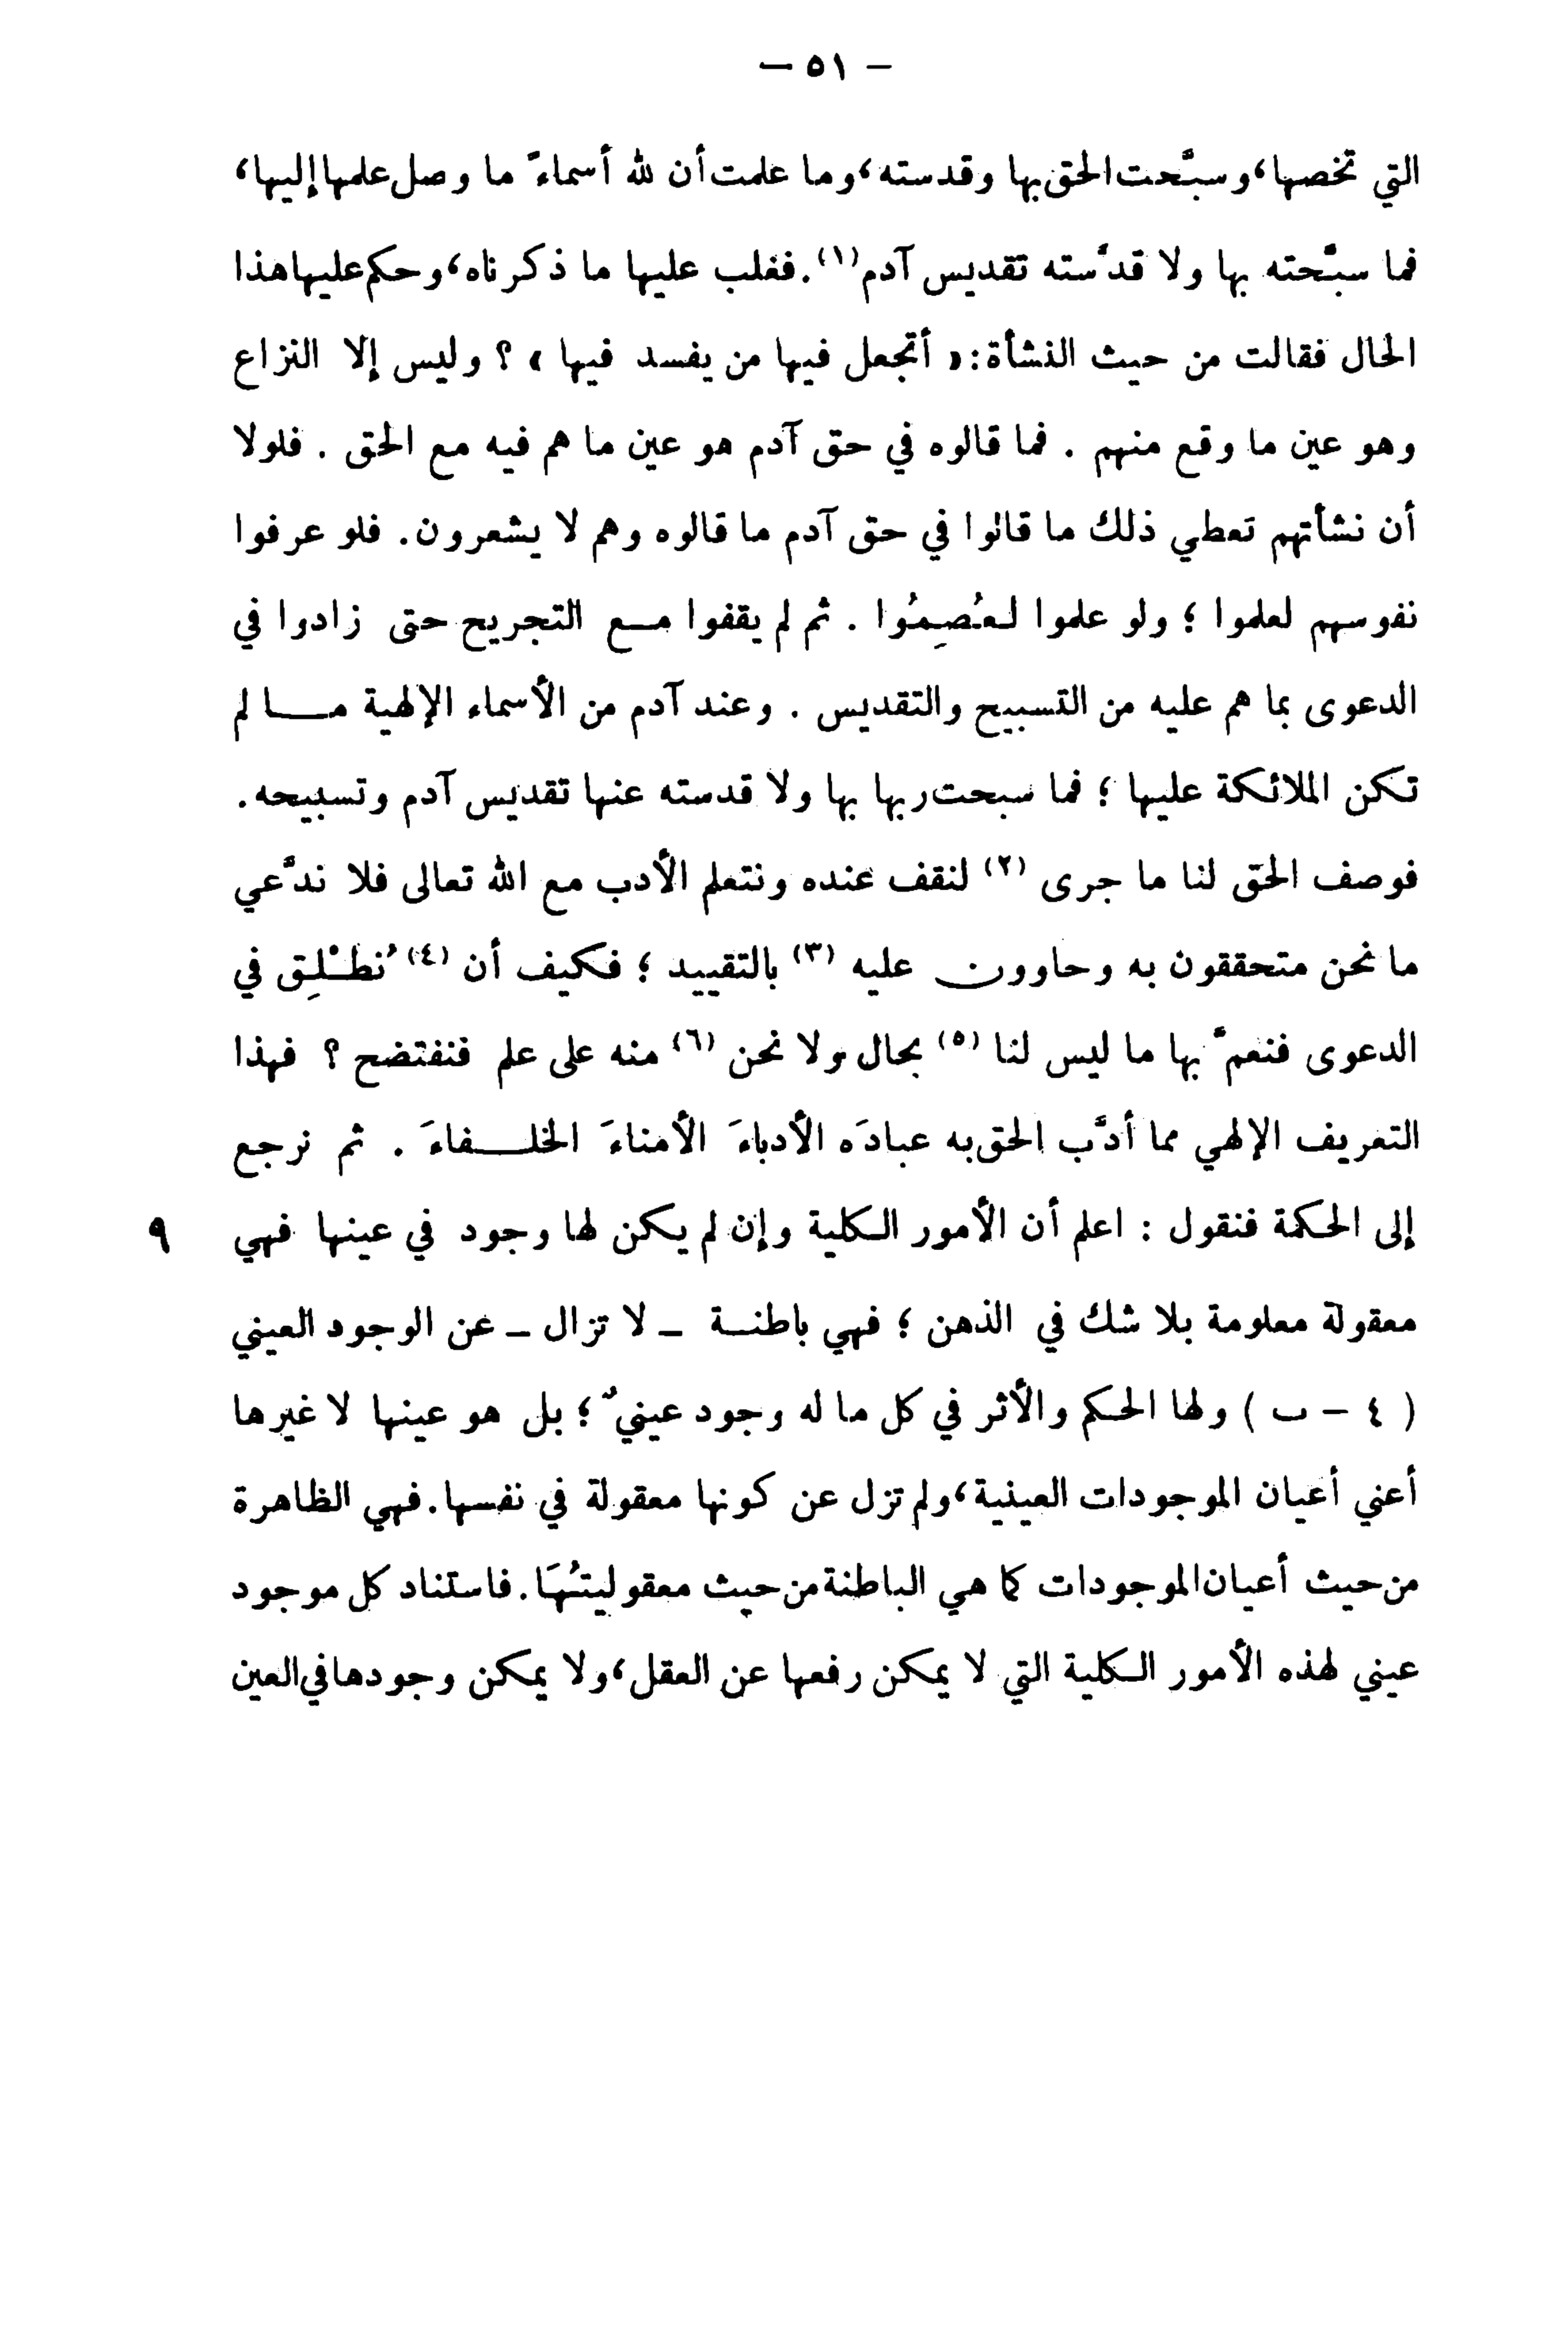 – ٥١ –
التي تخصها، وسبَّحت الحق بها وقدسته، وما علمت أن لله أسماءً ما وصل علمها إليها،
فما سبَّحته بها ولا قدَّسته تقديس آدم(١). فغلب عليها ما ذكرناه، وحكم عليها هذا
الحال فقالت من حيث النشأة: « أتجعل فيها من يفسد فيها » ؟ وليس إلا النزاع
وهو عين ما وقع منهم . فما قالوه في حق آدم هو عين ما هم فيه مع الحق . فلولا
أن نشأتهم تعطي ذلك ما قالوا في حق آدم ما قالوه وهم لا يشعرون. فلو عرفوا
نفوسهم لعلموا ؛ ولو علموا لعُصِمُوا . ثم لم يقفوا مع التجريح حتى زادوا في
الدعوى بما هم عليه من التسبيح والتقديس . وعند آدم من الأسماء الإلهية ما لم
تكن الملائكة عليها ؛ فما سبحت ربها بها ولا قدسته عنها تقديس آدم وتسبيحه.
فوصف الحق لنا ما جرى (٢) لنقف عنده ونتعلم الأدب مع الله تعالى فلا ندَّعي
ما نحن متحققون به وحاوون عليه (٣) بالتقييد ؛ فكيف أن (٤) نُطْلِق في
الدعوى فنعمَّ بها ما ليس لنا (٥) بحال ولا نحن (٦) منه على علم فنفتضح ؟ فهذا
التعريف الإلهي مما أدَّب الحق به عبادَه الأدباءَ الأمناءَ الخلفاءَ . ثم نرجع
إلى الحكمة فنقول : اعلم أن الأمور الكلية وإن لم يكن لها وجود في عينها فهي ٩
معقولة معلومة بلا شك في الذهن ؛ فهي باطنة – لا تزال – عن الوجود العيني
( ٤ – ب ) ولها الحكم والأثر في كل ما له وجود عينيٌ ؛ بل هو عينها لا غيرها
أعني أعيان الموجودات العينية، ولم تزل عن كونها معقولة في نفسها. فهي الظاهرة
من حيث أعيان الموجودات كما هي الباطنة من حيث معقوليتُهَا. فاستناد كل موجود
عيني لهذه الأمور الكلية التي لا يمكن رفعها عن العقل، ولا يمكن وجودها في العين